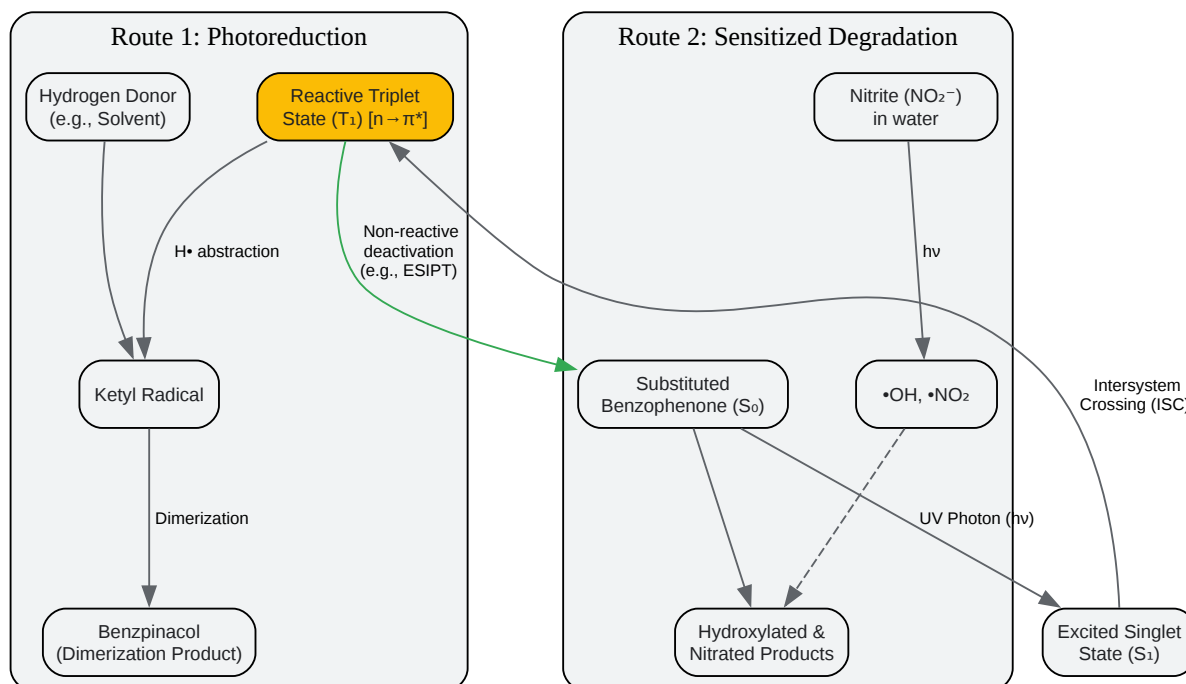 Route 1: Photoreduction
Hydrogen Donor
(e.g., Solvent)
Reactive Triplet
State (T₁) [n→π*]
H• abstraction
Non-reactive
deactivation
(e.g., ESIPT)
Ketyl Radical
Dimerization
Benzpinacol
(Dimerization Product)
Route 2: Sensitized Degradation
Nitrite (NO₂⁻)
in water
hν
Substituted
Benzophenone (S₀)
•OH, •NO₂
Intersystem
Crossing (ISC)
UV Photon (hν)
Hydroxylated &
Nitrated Products
Excited Singlet
State (S₁)